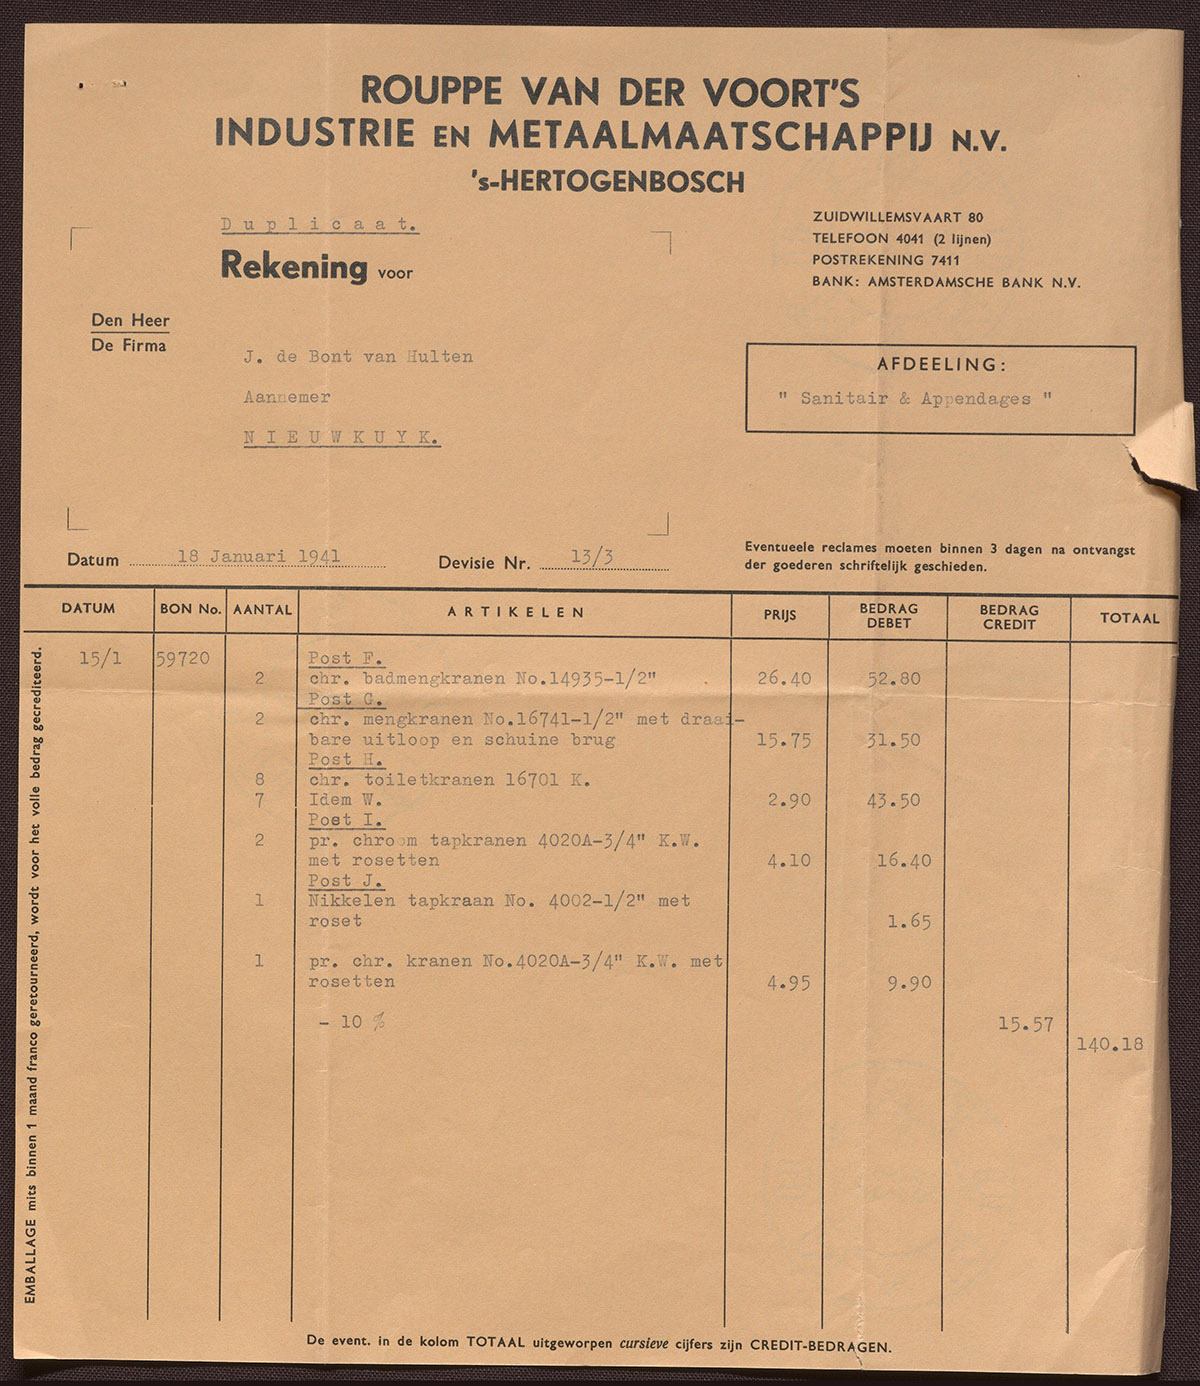 ROUPPE VAN DER VOORT'S
INDUSTRIE EN METAALMAATSCHAPPIJ N.V.
's-HERTOGENBOSCH
Duplicaat.
Rekening voor
ZUIDWILLEMSVAART 80
TELEFOON 4041 (2 lijnen)
POSTREKENING 7411
BANK: AMSTERDAMSCHE BANK N.V.
Den Heer
De Firma
J. de Bont van Hulten
Aannemer
NIEUWKUYK.
AFDEELING:
" Sanitair & Appendages "
Datum 18 Januari 1941 Devisie Nr. 13/3
Eventueele reclames moeten binnen 3 dagen na ontvangst
der goederen schriftelijk geschieden.
DATUM BON No. AANTAL ARTIKELEN PRIJS BEDRAG DEBET BEDRAG CREDIT TOTAAL
15/1 59720 Post F.
2 chr. badmengkranen No.14935-1/2" 26.40 52.80
Post G.
2 chr. mengkranen No.16741-1/2" met draai-
bare uitloop en schuine brug 15.75 31.50
Post H.
8 chr. toiletkranen 16701 K.
7 Idem W. 2.90 43.50
Post I.
2 pr. chroom tapkranen 4020A-3/4" K.W.
met rosetten 4.10 16.40
Post J.
1 Nikkelen tapkraan No. 4002-1/2" met
roset 1.65
1 pr. chr. kranen No.4020A-3/4" K.W. met
rosetten 4.95 9.90
- 10 % 15.57
140.18
EMBALLAGE mits binnen 1 maand franco geretourneerd, wordt voor het volle bedrag gecrediteerd.
De event. in de kolom TOTAAL uitgeworpen cursieve cijfers zijn CREDIT-BEDRAGEN.